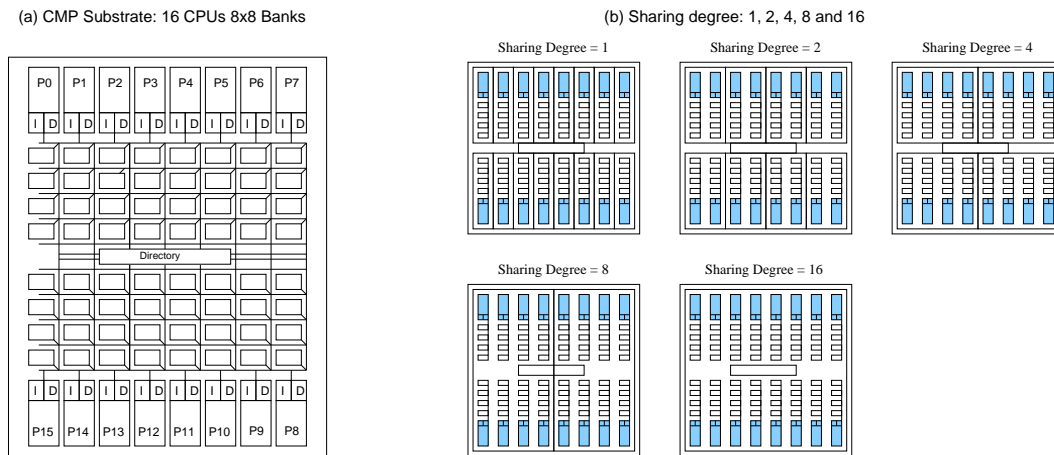 (a) CMP Substrate: 16 CPUs 8x8 Banks
P0 P1 P2 P3 P4 P5 P6 P7
I D I D I D I D I D I D I D I D
Directory
I D I D I D I D I D I D I D I D
P15 P14 P13 P12 P11 P10 P9 P8
(b) Sharing degree: 1, 2, 4, 8 and 16
Sharing Degree = 1
Sharing Degree = 2
Sharing Degree = 4
Sharing Degree = 8
Sharing Degree = 16